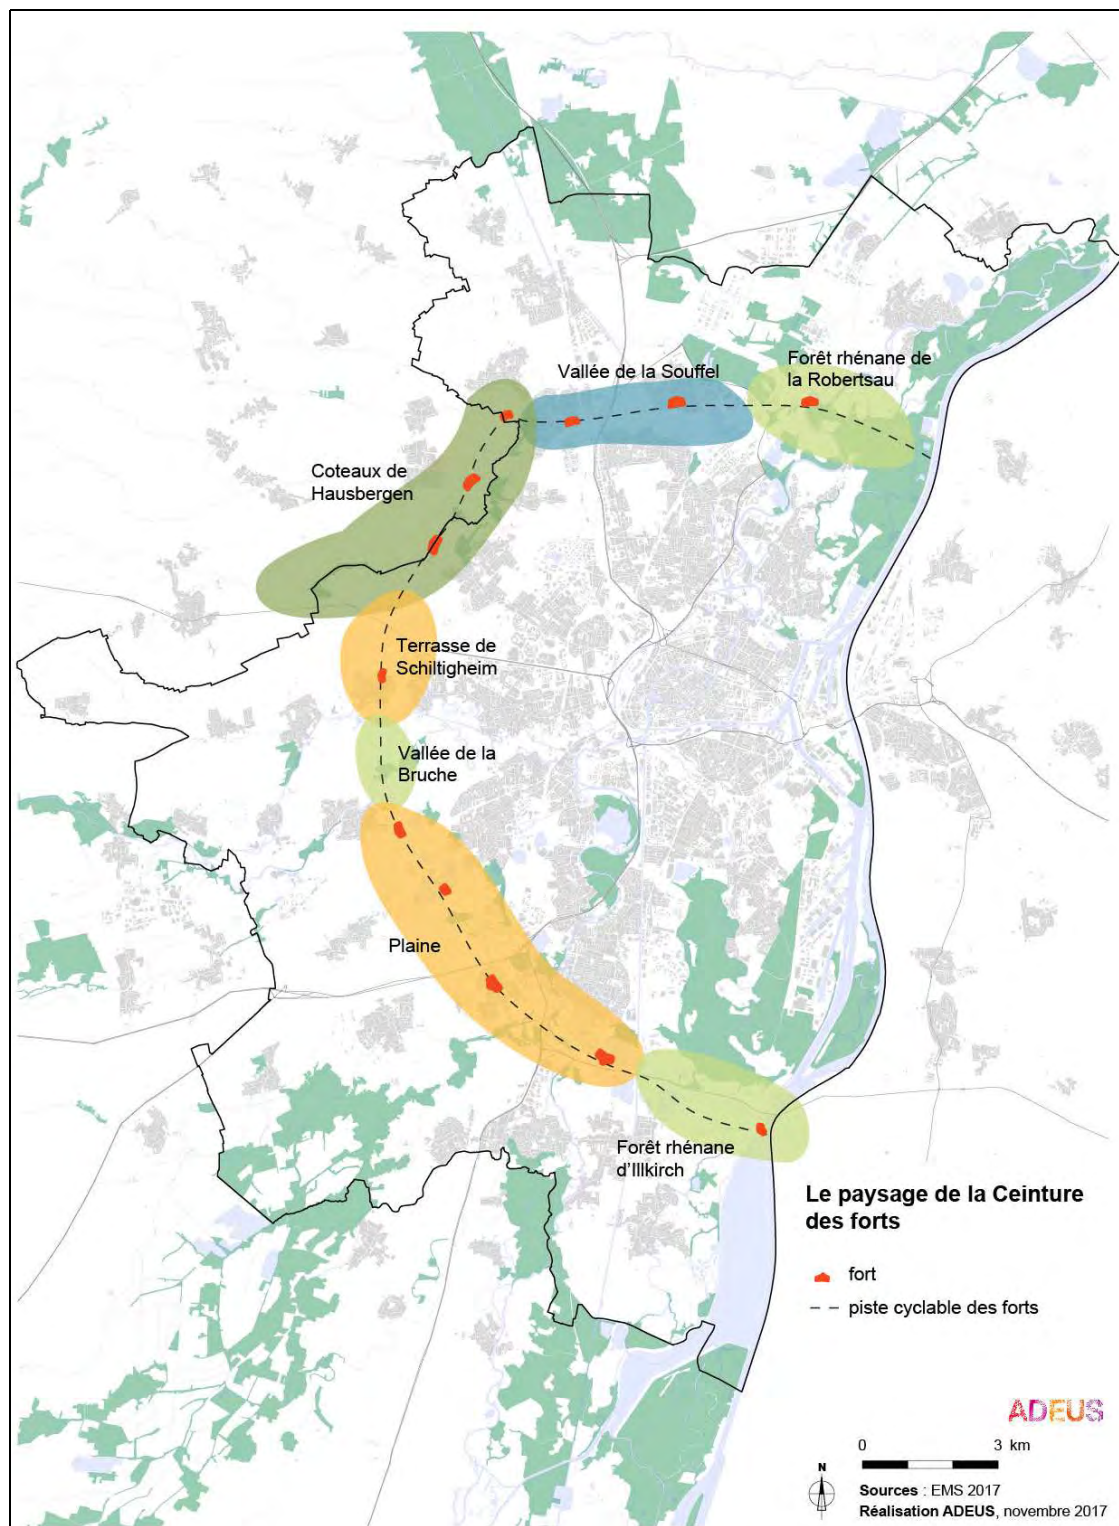 Forêt rhénane de
la Robertsau
Vallée de la Souffel
Coteaux de
Hausbergen
Terrasse de
Schiltigheim
Vallée de la
Bruche
Plaine
Forêt rhénane
d'Illkirch
Le paysage de la Ceinture
des forts
fort
piste cyclable des forts
ADEUS
0 3 km
N
Sources : EMS 2017
Réalisation ADEUS, novembre 2017